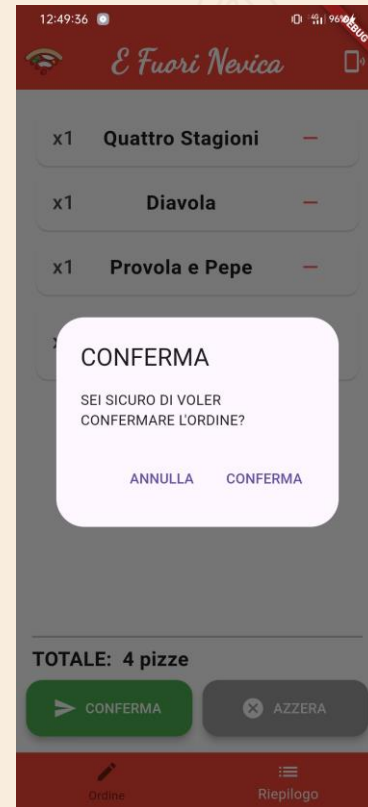 12:49:36
96%
DEBUG
E Fuori Nevica
x1 Quattro Stagioni
x1 Diavola
x1 Provola e Pepe
CONFERMA
SEI SICURO DI VOLER
CONFERMARE L'ORDINE?
ANNULLA CONFERMA
TOTALE: 4 pizze
CONFERMA AZZERA
Ordine Riepilogo